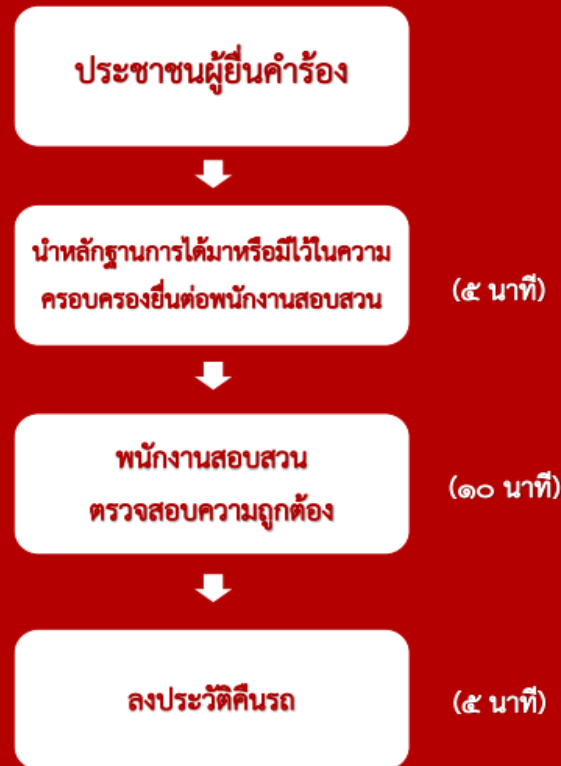 ประชาชนผู้ยื่นคำร้อง
นำหลักฐานการได้มาหรือมีไว้ในความ
ครอบครองยื่นต่อพนักงานสอบสวน
(๕ นาที)
พนักงานสอบสวน
ตรวจสอบความถูกต้อง
(๑๐ นาที)
ลงประวัติคืนรถ
(๕ นาที)